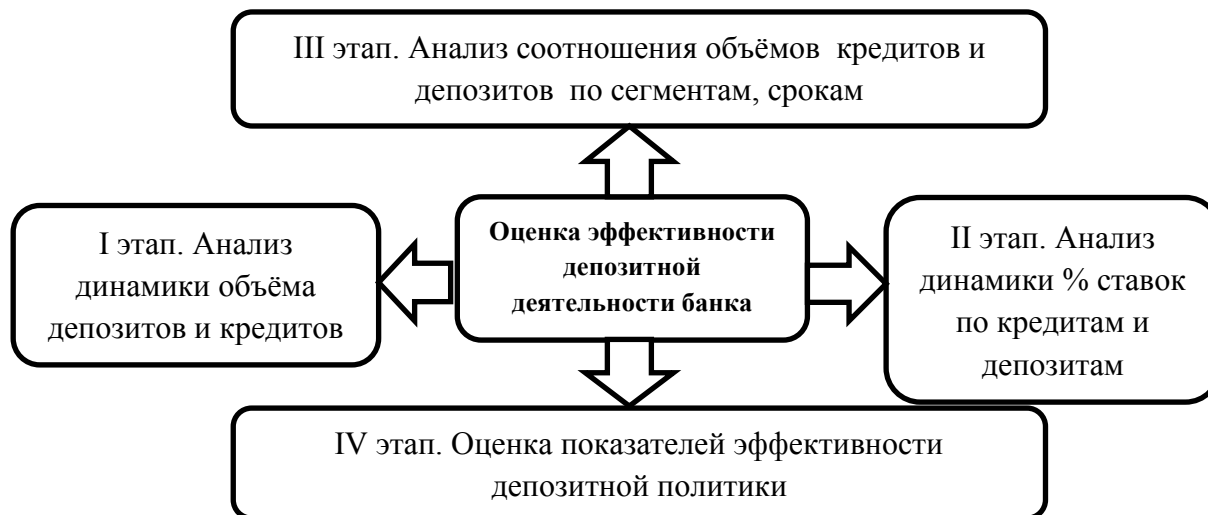 III этап. Анализ соотношения объёмов кредитов и
депозитов по сегментам, срокам
I этап. Анализ
динамики объёма
депозитов и кредитов
Оценка эффективности
депозитной
деятельности банка
II этап. Анализ
динамики % ставок
по кредитам и
депозитам
IV этап. Оценка показателей эффективности
депозитной политики